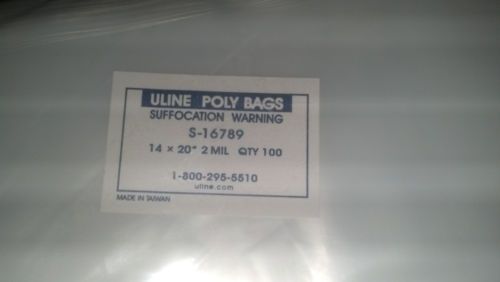 ULINE POLY BAGS
SUFFOCATION WARNING
S-16789
14 × 20" 2 MIL QTY 100
1-800-295-5510
uline.com
MADE IN TAIWAN